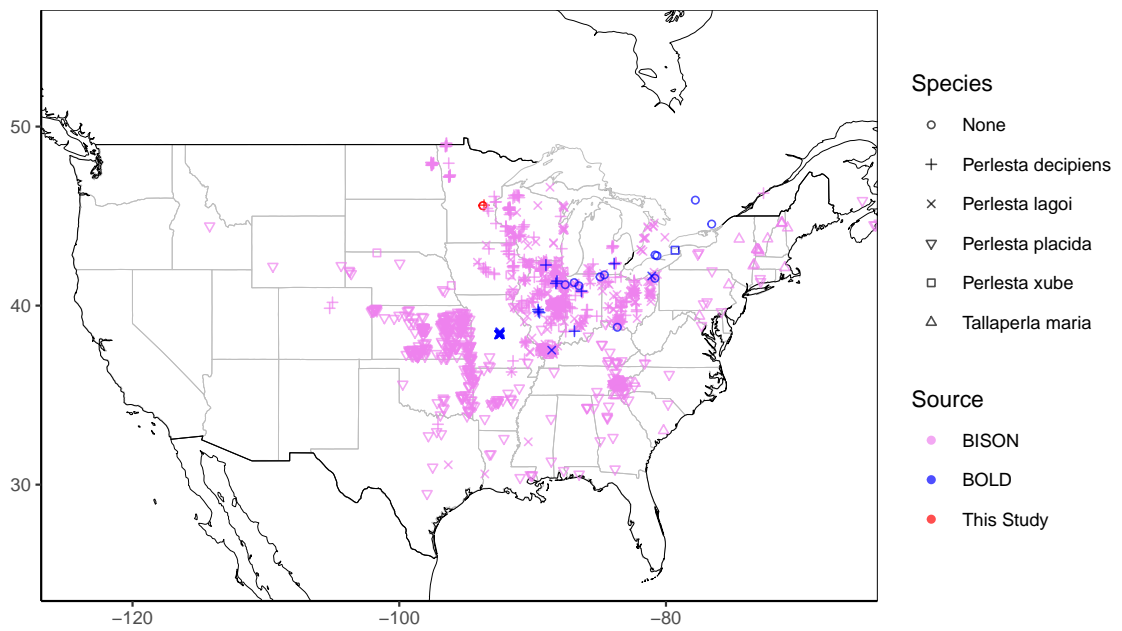 50
40
30
−120
−100
−80
Species
None
Perlesta decipiens
Perlesta lagoi
Perlesta placida
Perlesta xube
Tallaperla maria
Source
BISON
BOLD
This Study